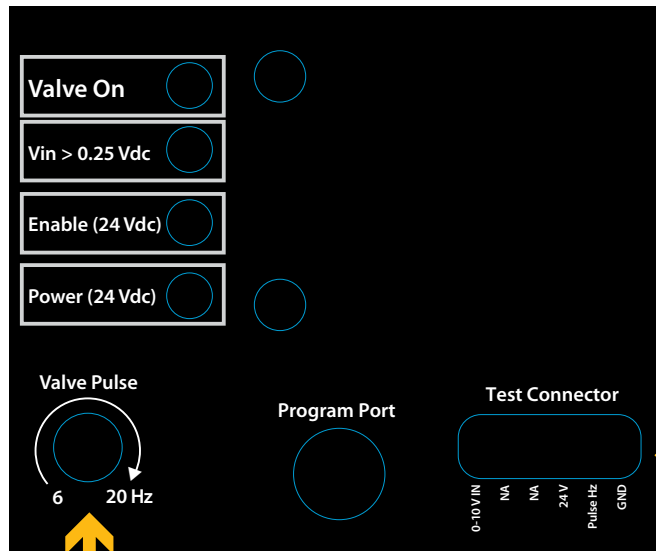 Valve On
Vin > 0.25 Vdc
Enable (24 Vdc)
Power (24 Vdc)
Valve Pulse
6
20 Hz
Program Port
Test Connector
0-10 V IN
NA
NA
24 V
Pulse Hz
GND